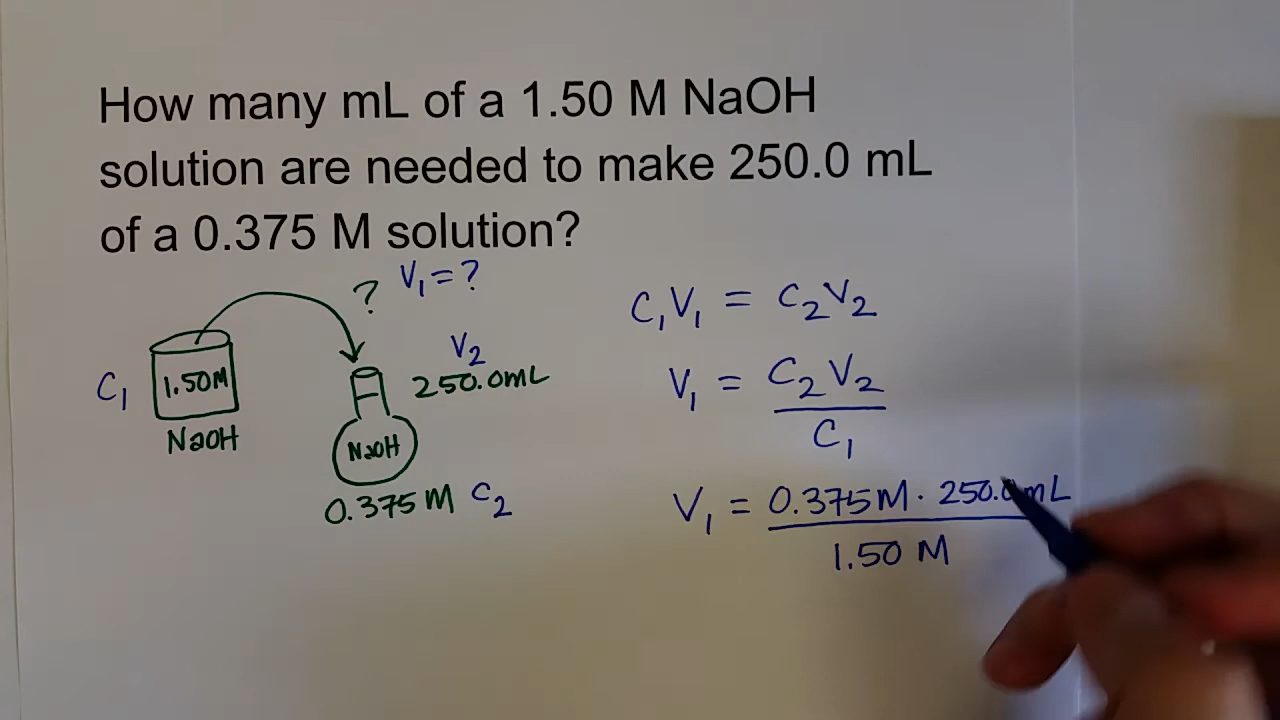 How many mL of a 1.50 M NaOH
solution are needed to make 250.0 mL
of a 0.375 M solution?
? V₁ = ?
V₂
250.0mL
C₁
1.50M
NaOH
NaOH
0.375M C₂
C₁V₁ = C₂V₂
V₁ = C₂V₂
C₁
V₁ = 0.375M · 250.0mL
1.50 M